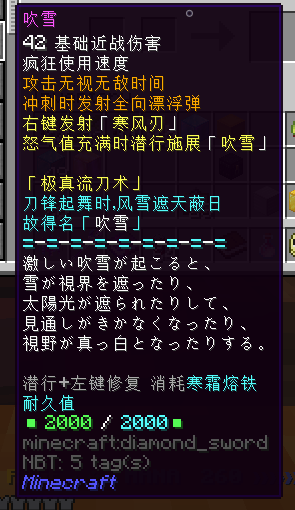 吹雪
42 基础近战伤害
疯狂使用速度
攻击无视无敌时间
冲刺时发射全向漂浮弹
右键发射「寒风刃」
怒气值充满时潜行施展「吹雪」
「极真流刀术」
刀锋起舞时,风雪遮天蔽日
故得名「吹雪」
=-=-=-=-=-=-=-=-=-=
激しい吹雪が起こると、
雪が視界を遮ったり、
太陽光が遮られたりして、
見通しがきかなくなったり、
視野が真っ白となったりする。
潜行+左键修复 消耗寒霜熔铁
耐久值
■ 2000 / 2000■
minecraft:diamond_sword
NBT: 5 tag(s)
Minecraft